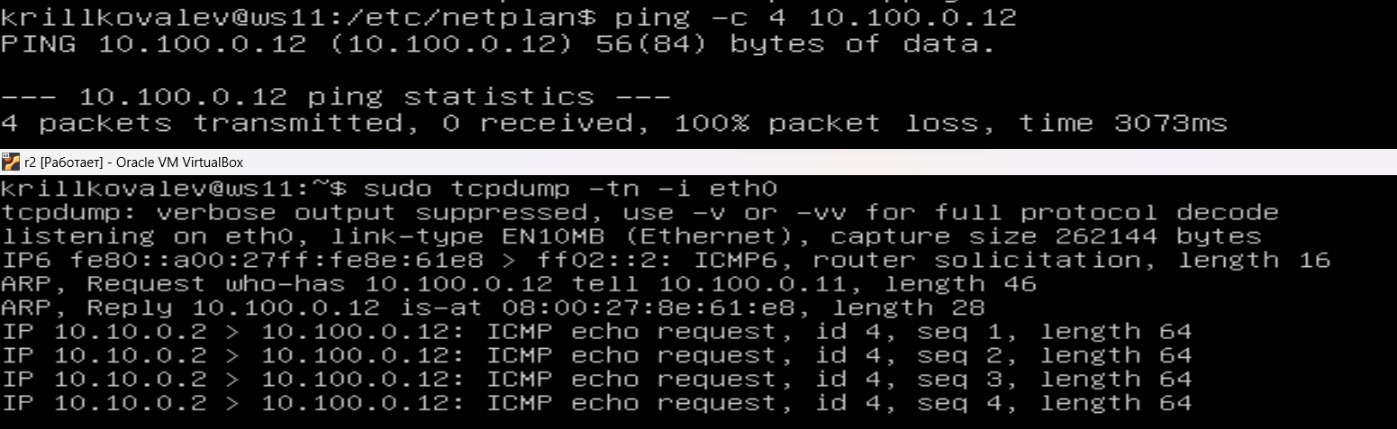 krillkovalev@ws11:/etc/netplan$ ping -c 4 10.100.0.12
PING 10.100.0.12 (10.100.0.12) 56(84) bytes of data.
--- 10.100.0.12 ping statistics ---
4 packets transmitted, 0 received, 100% packet loss, time 3073ms
r2 [Работает] - Oracle VM VirtualBox
krillkovalev@ws11:~$ sudo tcpdump -tn -i eth0
tcpdump: verbose output suppressed, use -v or -vv for full protocol decode
listening on eth0, link-type EN10MB (Ethernet), capture size 262144 bytes
IP6 fe80::a00:27ff:fe8e:61e8 > ff02::2: ICMP6, router solicitation, length 16
ARP, Request who-has 10.100.0.12 tell 10.100.0.11, length 46
ARP, Reply 10.100.0.12 is-at 08:00:27:8e:61:e8, length 28
IP 10.10.0.2 > 10.100.0.12: ICMP echo request, id 4, seq 1, length 64
IP 10.10.0.2 > 10.100.0.12: ICMP echo request, id 4, seq 2, length 64
IP 10.10.0.2 > 10.100.0.12: ICMP echo request, id 4, seq 3, length 64
IP 10.10.0.2 > 10.100.0.12: ICMP echo request, id 4, seq 4, length 64